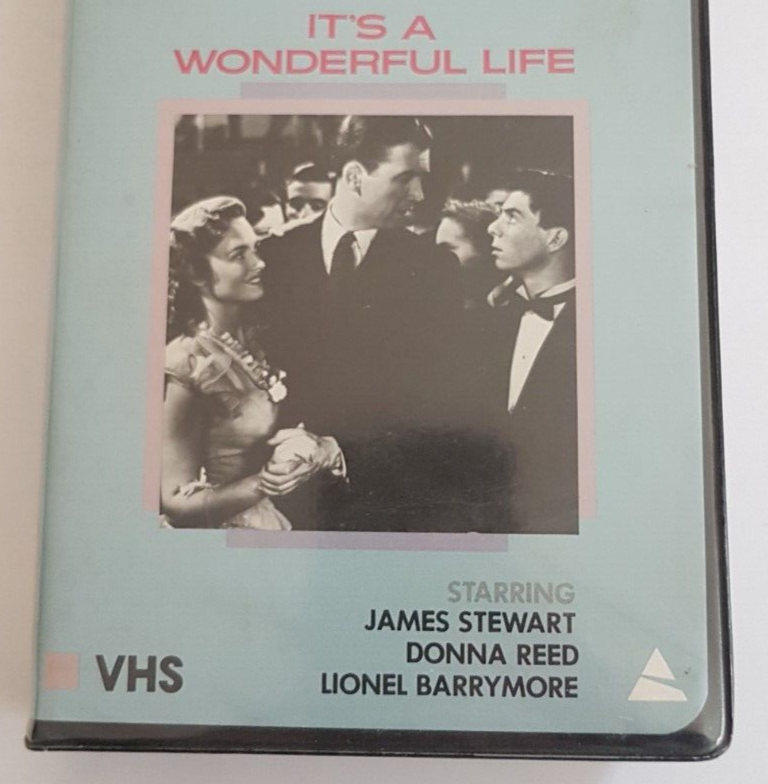 IT'S A
WONDERFUL LIFE
STARRING
JAMES STEWART
DONNA REED
VHS
LIONEL BARRYMORE